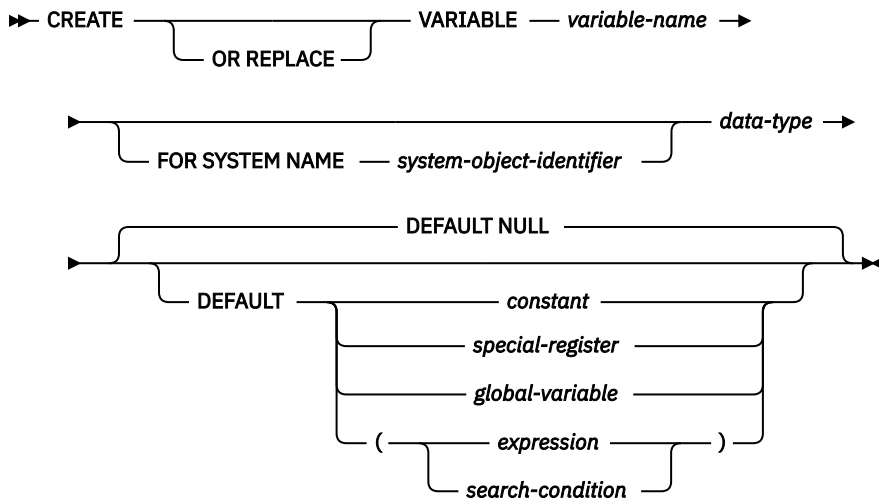 CREATE VARIABLE variable-name
OR REPLACE
data-type
FOR SYSTEM NAME system-object-identifier
DEFAULT NULL
DEFAULT constant
special-register
global-variable
( expression )
search-condition